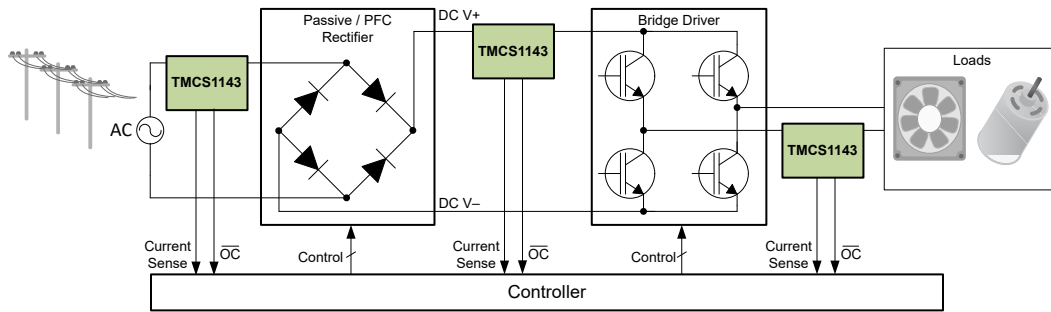 Passive / PFC
Rectifier
DC V+
Bridge Driver
TMCS1143
TMCS1143
Loads
AC
TMCS1143
DC V–
Current
Sense
OC
Control
Current
Sense
OC
Control
Current
Sense
OC
Controller